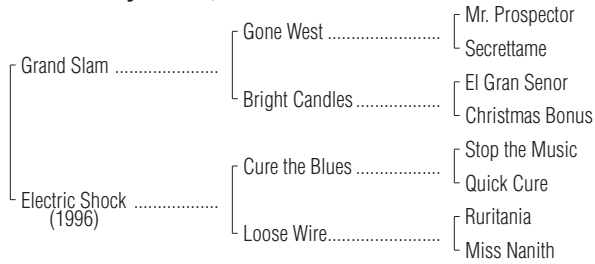 Mr. Prospector
Gone West ..................
Secrettame
Grand Slam ......................
El Gran Senor
Bright Candles .................
Christmas Bonus
Stop the Music
Cure the Blues .................
Quick Cure
Electric Shock .................
(1996)
Ruritania
Loose Wire.......................
Miss Nanith